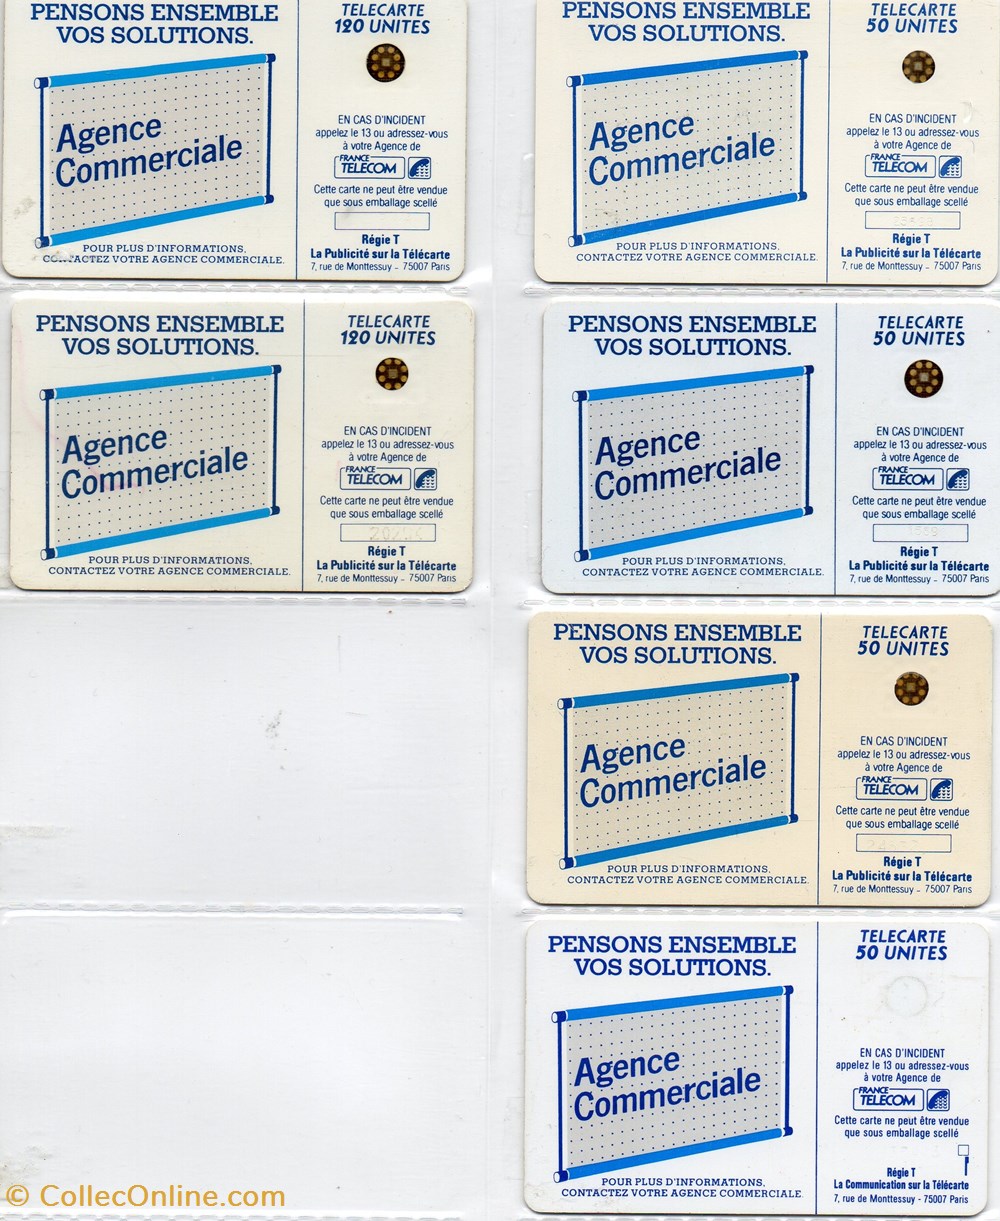 PENSONS ENSEMBLE
VOS SOLUTIONS.
Agence
Commerciale
POUR PLUS D'INFORMATIONS,
CONTACTEZ VOTRE AGENCE COMMERCIALE.
TELECARTE
120 UNITES
EN CAS D'INCIDENT
appelez le 13 ou adressez-vous
à votre Agence de
FRANCE
TELECOM
Cette carte ne peut être vendue
que sous emballage scellé
Régie T
La Publicité sur la Télécarte
7, rue de Monttessuy - 75007 Paris
PENSONS ENSEMBLE
VOS SOLUTIONS.
Agence
Commerciale
POUR PLUS D'INFORMATIONS,
CONTACTEZ VOTRE AGENCE COMMERCIALE.
TELECARTE
50 UNITES
EN CAS D'INCIDENT
appelez le 13 ou adressez-vous
à votre Agence de
FRANCE
TELECOM
Cette carte ne peut être vendue
que sous emballage scellé
Régie T
La Publicité sur la Télécarte
7, rue de Monttessuy - 75007 Paris
PENSONS ENSEMBLE
VOS SOLUTIONS.
Agence
Commerciale
POUR PLUS D'INFORMATIONS,
CONTACTEZ VOTRE AGENCE COMMERCIALE.
TELECARTE
120 UNITES
EN CAS D'INCIDENT
appelez le 13 ou adressez-vous
à votre Agence de
FRANCE
TELECOM
Cette carte ne peut être vendue
que sous emballage scellé
Régie T
La Publicité sur la Télécarte
7, rue de Monttessuy - 75007 Paris
PENSONS ENSEMBLE
VOS SOLUTIONS.
Agence
Commerciale
POUR PLUS D'INFORMATIONS,
CONTACTEZ VOTRE AGENCE COMMERCIALE.
TELECARTE
50 UNITES
EN CAS D'INCIDENT
appelez le 13 ou adressez-vous
à votre Agence de
FRANCE
TELECOM
Cette carte ne peut être vendue
que sous emballage scellé
Régie T
La Publicité sur la Télécarte
7, rue de Monttessuy - 75007 Paris
PENSONS ENSEMBLE
VOS SOLUTIONS.
Agence
Commerciale
POUR PLUS D'INFORMATIONS,
CONTACTEZ VOTRE AGENCE COMMERCIALE.
TELECARTE
50 UNITES
EN CAS D'INCIDENT
appelez le 13 ou adressez-vous
à votre Agence de
FRANCE
TELECOM
Cette carte ne peut être vendue
que sous emballage scellé
Régie T
La Publicité sur la Télécarte
7, rue de Monttessuy - 75007 Paris
PENSONS ENSEMBLE
VOS SOLUTIONS.
Agence
Commerciale
POUR PLUS D'INFORMATIONS,
CONTACTEZ VOTRE AGENCE COMMERCIALE.
TELECARTE
50 UNITES
EN CAS D'INCIDENT
appelez le 13 ou adressez-vous
à votre Agence de
FRANCE
TELECOM
Cette carte ne peut être vendue
que sous emballage scellé
Régie T
La Communication sur la Télécarte
7, rue de Monttessuy - 75007 Paris
© CollecOnline.com